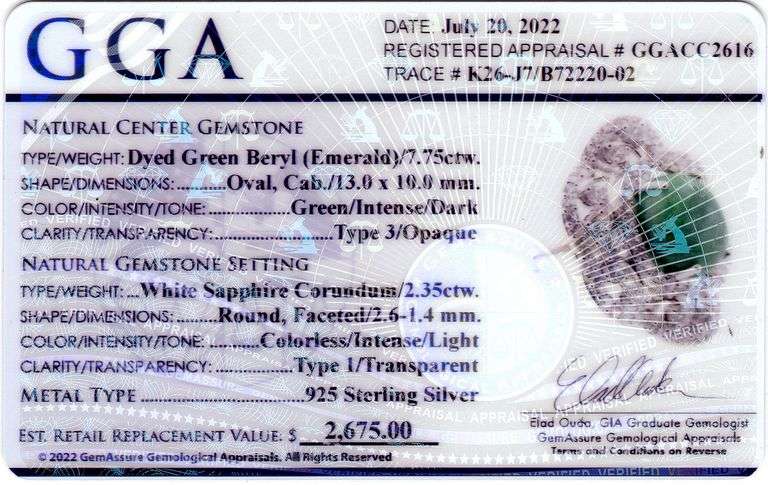 GGA
DATE: July 20, 2022
REGISTERED APPRAISAL # GGACC2616
TRACE # K26-J7/B72220-02
NATURAL CENTER GEMSTONE
TYPE/WEIGHT: Dyed Green Beryl (Emerald)/7.75ctw.
SHAPE/DIMENSIONS: ..........Oval, Cab./13.0 x 10.0 mm.
COLOR/INTENSITY/TONE: ................Green/Intense/Dark
CLARITY/TRANSPARENCY: ......................Type 3/Opaque
NATURAL GEMSTONE SETTING
TYPE/WEIGHT: ...White Sapphire Corundum/2.35ctw.
SHAPE/DIMENSIONS: .........Round, Faceted/2.6-1.4 mm.
COLOR/INTENSITY/TONE: ..........Colorless/Intense/Light
CLARITY/TRANSPARENCY: ..............Type 1/Transparent
METAL TYPE ..............................925 Sterling Silver
EST. RETAIL REPLACEMENT VALUE: $ 2,675.00
© 2022 GemAssure Gemological Appraisals. All Rights Reserved
Elad Ouda, GIA Graduate Gemologist
GemAssure Gemological Appraisals
Terms and Conditions on Reverse